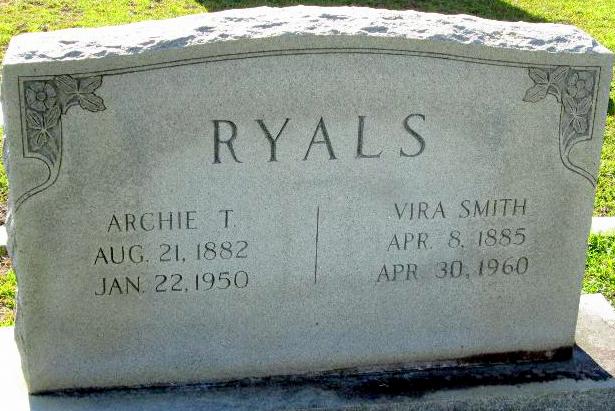 RYALS
ARCHIE T.
AUG. 21, 1882
JAN. 22, 1950
VIRA SMITH
APR. 8, 1885
APR. 30, 1960